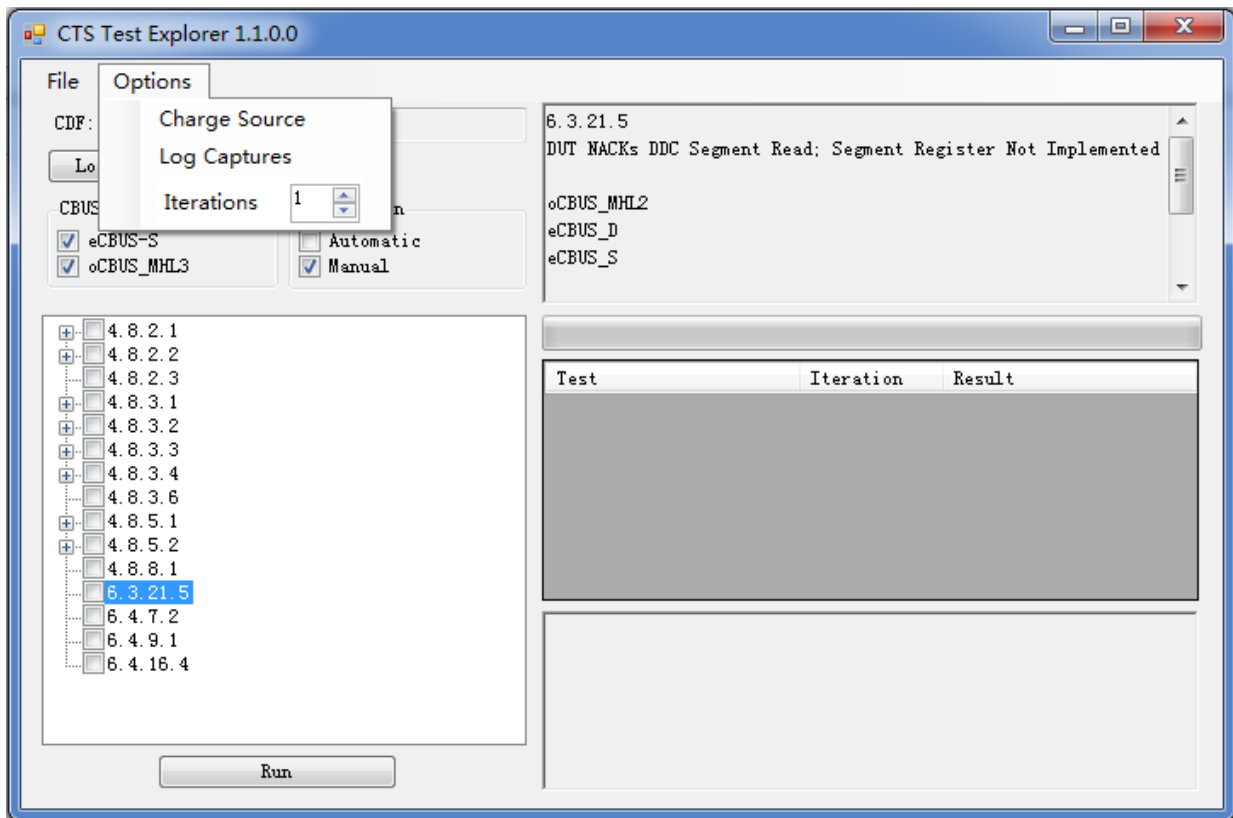 CTS Test Explorer 1.1.0.0
File Options
Charge Source
Log Captures
Iterations 1
CDF:
Lo
CBUS
n
eCBUS-S
oCBUS_MHL3
Automatic
Manual
6.3.21.5
DUT NACKs DDC Segment Read; Segment Register Not Implemented
oCBUS_MHL2
eCBUS_D
eCBUS_S
4.8.2.1
4.8.2.2
4.8.2.3
4.8.3.1
4.8.3.2
4.8.3.3
4.8.3.4
4.8.3.6
4.8.5.1
4.8.5.2
4.8.8.1
6.3.21.5
6.4.7.2
6.4.9.1
6.4.16.4
Run
Test Iteration Result